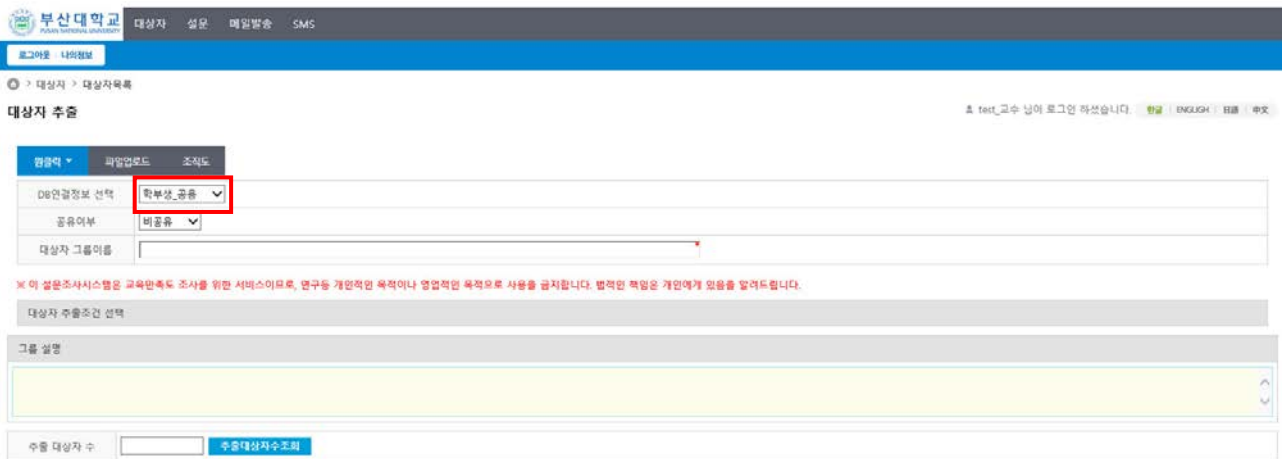 부산대학교 대상자 설문 메일발송 SMS
PUSAN NATIONAL UNIVERSITY
로그아웃 나의정보
> 대상자 > 대상자목록
대상자 추출
test_교수 님이 로그인 하셨습니다. 한글 | ENGLIGH | 日語 | 中文
원클릭 파일업로드 조직도
DB연결정보 선택 학부생_공용
공유여부 비공유
대상자 그룹이름
※ 이 설문조사시스템은 교육만족도 조사를 위한 서비스이므로, 연구등 개인적인 목적이나 영업적인 목적으로 사용을 금지합니다. 법적인 책임은 개인에게 있음을 알려드립니다.
대상자 추출조건 선택
그룹 설명
추출 대상자 수 추출대상자수조회